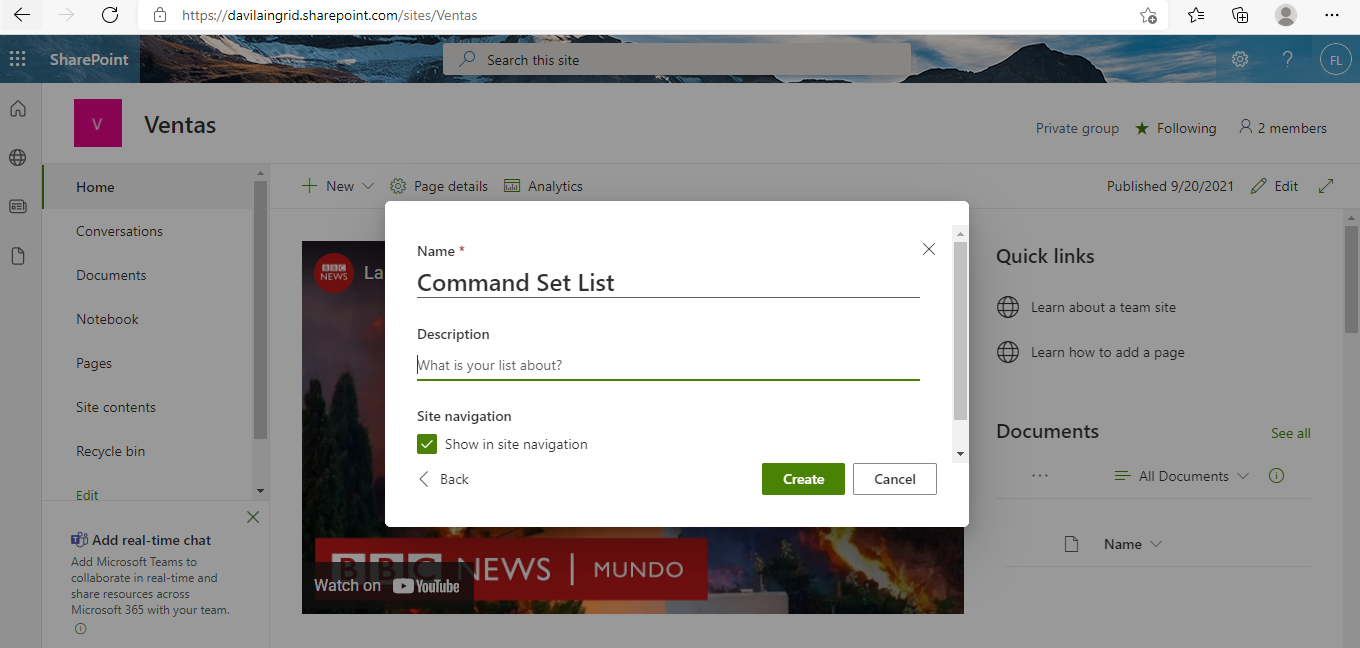 https://davilaingrid.sharepoint.com/sites/Ventas
SharePoint
Search this site
FL
V
Ventas
Private group
Following
2 members
Home
Conversations
Documents
Notebook
Pages
Site contents
Recycle bin
Edit
New
Page details
Analytics
Published 9/20/2021
Edit
BBC
NEWS
La
Name *
Command Set List
Description
What is your list about?
Site navigation
Show in site navigation
Back
Create
Cancel
Quick links
Learn about a team site
Learn how to add a page
Documents
See all
All Documents
Name
Add real-time chat
Add Microsoft Teams to
collaborate in real-time and
share resources across
Microsoft 365 with your team.
BBC NEWS | MUNDO
Watch on YouTube